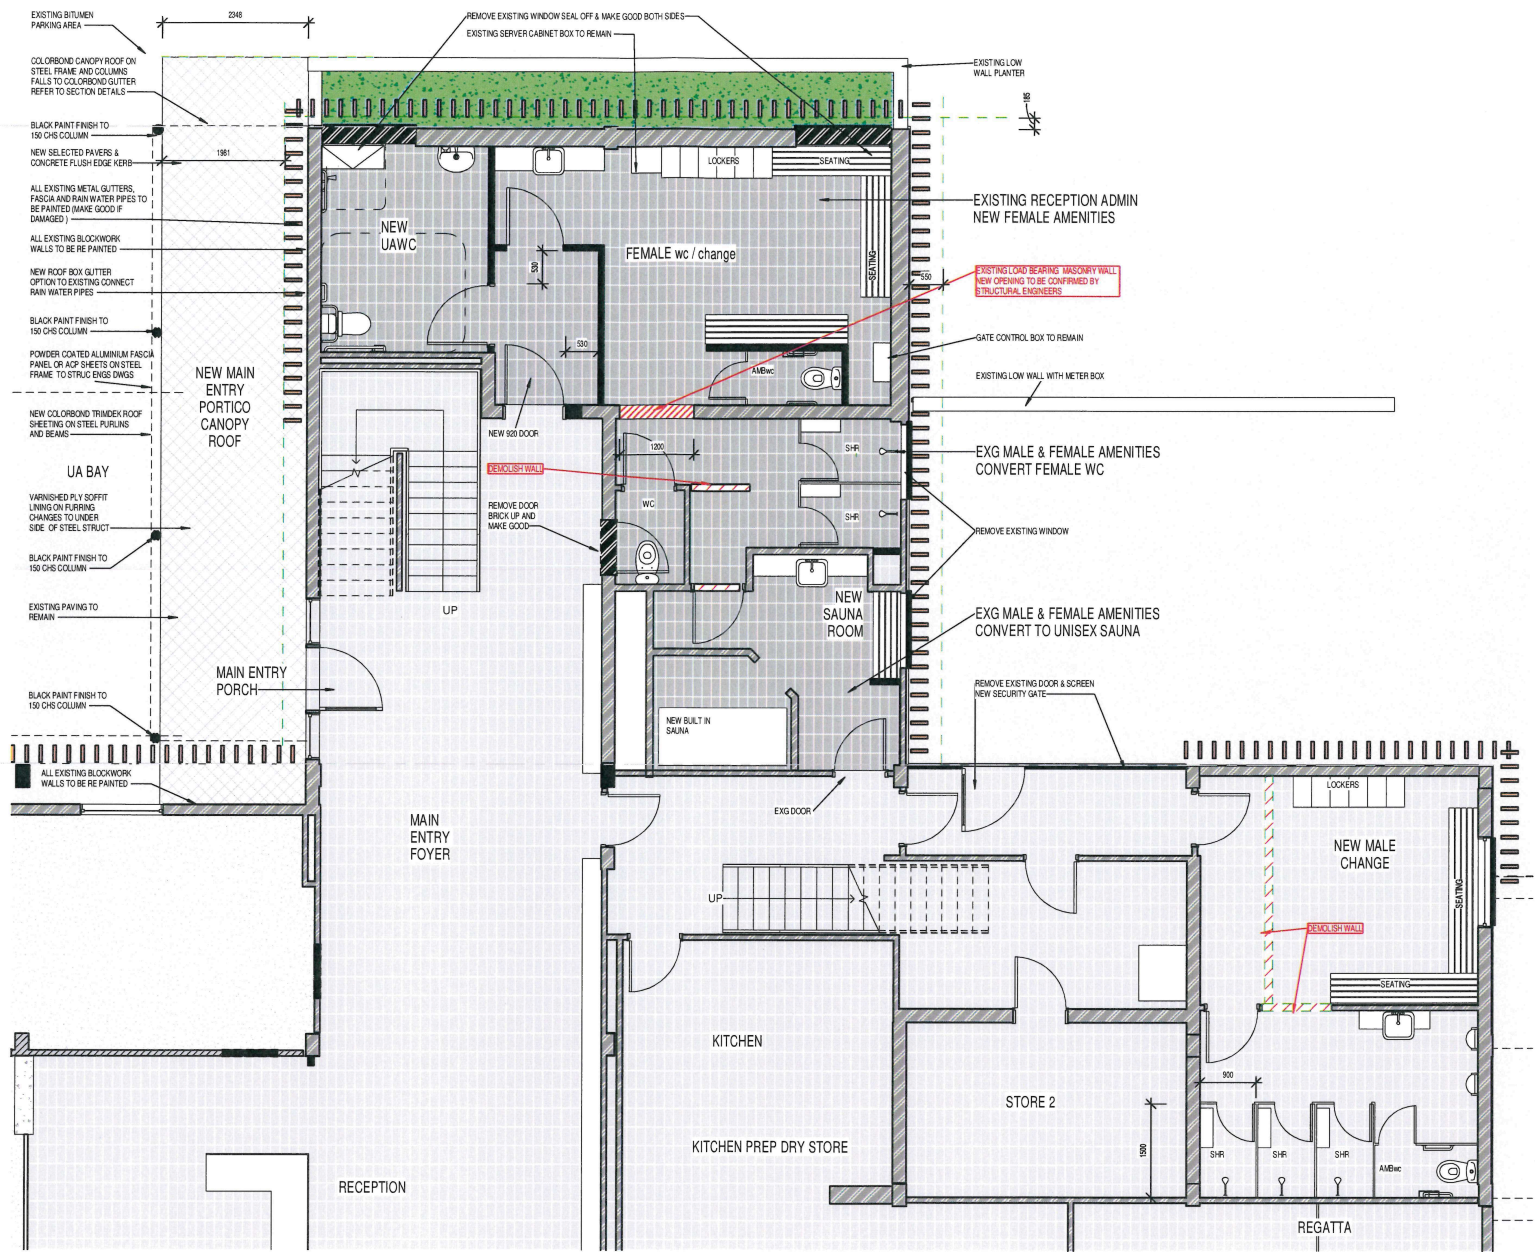 EXISTING BITUMEN
PARKING AREA
2348
REMOVE EXISTING WINDOW SEAL OFF & MAKE GOOD BOTH SIDES
EXISTING SERVER CABINET BOX TO REMAIN
COLORBOND CANOPY ROOF ON
STEEL FRAME AND COLUMNS
FALLS TO COLORBOND GUTTER
REFER TO SECTION DETAILS
EXISTING LOW
WALL PLANTER
185
BLACK PAINT FINISH TO
150 CHS COLUMN
NEW SELECTED PAVERS &
CONCRETE FLUSH EDGE KERB
1981
LOCKERS
SEATING
ALL EXISTING METAL GUTTERS,
FASCIA AND RAIN WATER PIPES TO
BE PAINTED (MAKE GOOD IF
DAMAGED )
EXISTING RECEPTION ADMIN
NEW FEMALE AMENITIES
NEW
UAWC
ALL EXISTING BLOCKWORK
WALLS TO BE RE PAINTED
FEMALE wc / change
SEATING
530
NEW ROOF BOX GUTTER
OPTION TO EXISTING CONNECT
RAIN WATER PIPES
550
EXISTING LOAD BEARING MASONRY WALL
NEW OPENING TO BE CONFIRMED BY
STRUCTURAL ENGINEERS
BLACK PAINT FINISH TO
150 CHS COLUMN
GATE CONTROL BOX TO REMAIN
530
POWDER COATED ALUMINIUM FASCIA
PANEL OR ACP SHEETS ON STEEL
FRAME TO STRUC ENGS DWGS
AMBwc
EXISTING LOW WALL WITH METER BOX
NEW MAIN
ENTRY
PORTICO
CANOPY
ROOF
NEW COLORBOND TRIMDEK ROOF
SHEETING ON STEEL PURLINS
AND BEAMS
NEW 920 DOOR
1200
SHR
EXG MALE & FEMALE AMENITIES
CONVERT FEMALE WC
UA BAY
DEMOLISH WALL
VARNISHED PLY SOFFIT
LINING ON FURRING
CHANGES TO UNDER
SIDE OF STEEL STRUCT
REMOVE DOOR
BRICK UP AND
MAKE GOOD
WC
SHR
REMOVE EXISTING WINDOW
BLACK PAINT FINISH TO
150 CHS COLUMN
EXISTING PAVING TO
REMAIN
UP
NEW
SAUNA
ROOM
EXG MALE & FEMALE AMENITIES
CONVERT TO UNISEX SAUNA
MAIN ENTRY
PORCH
REMOVE EXISTING DOOR & SCREEN
NEW SECURITY GATE
BLACK PAINT FINISH TO
150 CHS COLUMN
NEW BUILT IN
SAUNA
ALL EXISTING BLOCKWORK
WALLS TO BE RE PAINTED
LOCKERS
EXG DOOR
MAIN
ENTRY
FOYER
NEW MALE
CHANGE
SEATING
UP
DEMOLISH WALL
SEATING
KITCHEN
900
STORE 2
KITCHEN PREP DRY STORE
1500
SHR
SHR
SHR
AMBwc
RECEPTION
REGATTA